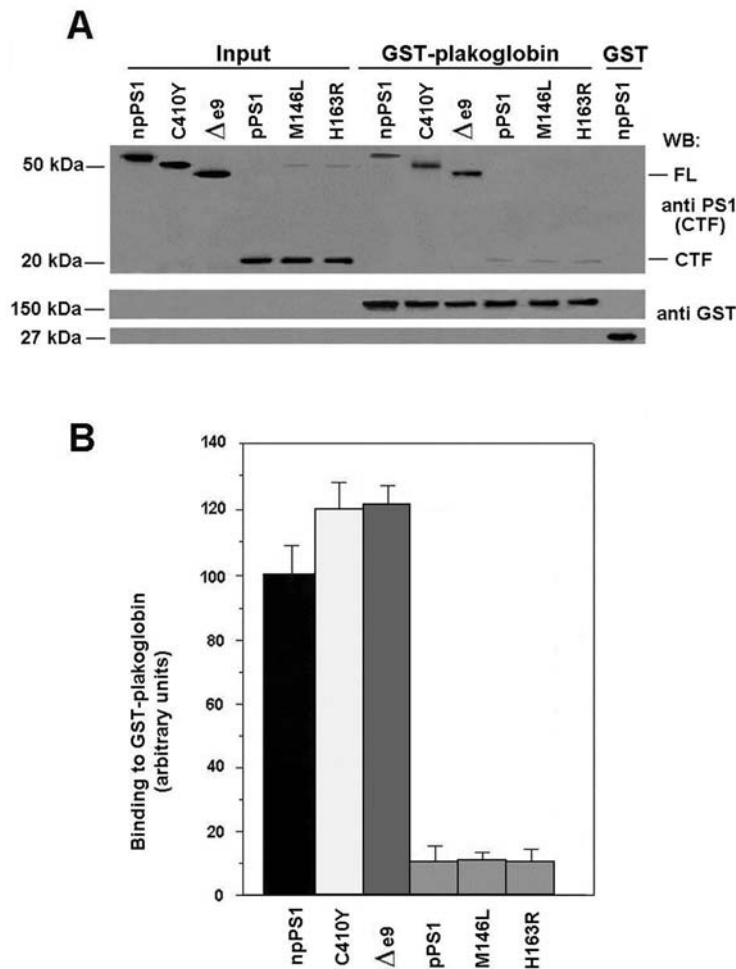 A
Input GST-plakoglobin GST
npPS1 C410Y Δe9 pPS1 M146L H163R npPS1 C410Y Δe9 pPS1 M146L H163R npPS1
WB:
50 kDa FL
anti PS1
(CTF)
20 kDa CTF
150 kDa anti GST
27 kDa
B
Binding to GST-plakoglobin
(arbitrary units)
140
120
100
80
60
40
20
0
npPS1 C410Y Δe9 pPS1 M146L H163R